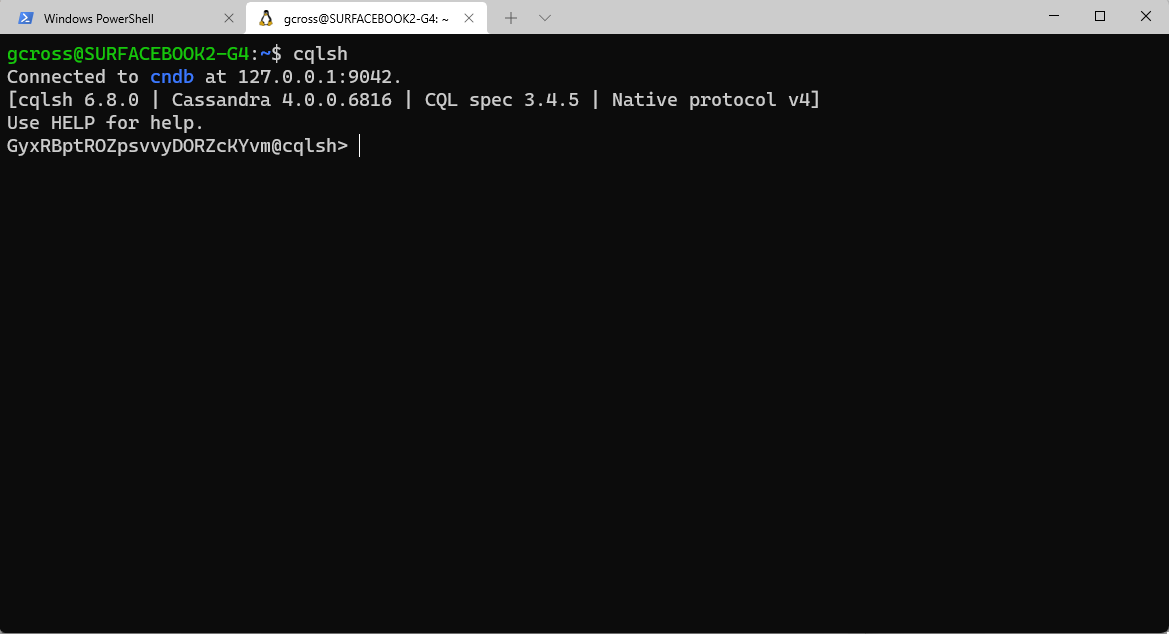 Windows PowerShell
gcross@SURFACEBOOK2-G4: ~
gcross@SURFACEBOOK2-G4:~$ cqlsh
Connected to cndb at 127.0.0.1:9042.
[cqlsh 6.8.0 | Cassandra 4.0.0.6816 | CQL spec 3.4.5 | Native protocol v4]
Use HELP for help.
GyxRBptROZpsvvyDORZcKYvm@cqlsh>